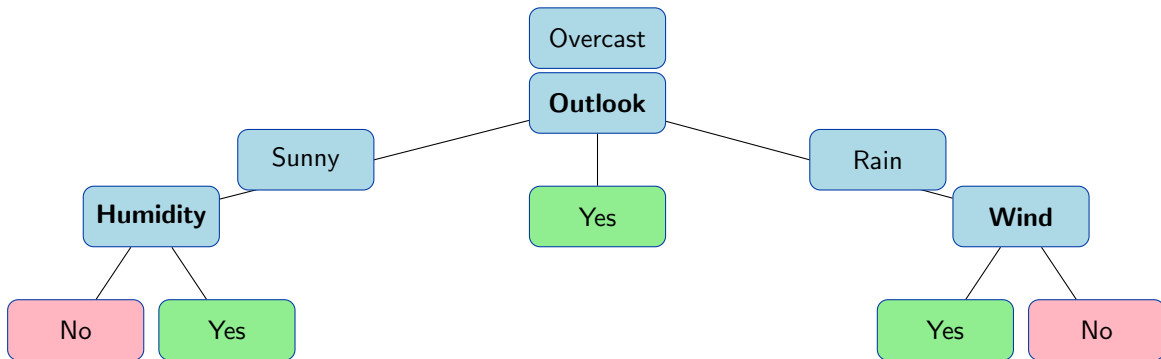 Overcast
Outlook
Sunny
Rain
Humidity
Yes
Wind
No
Yes
Yes
No